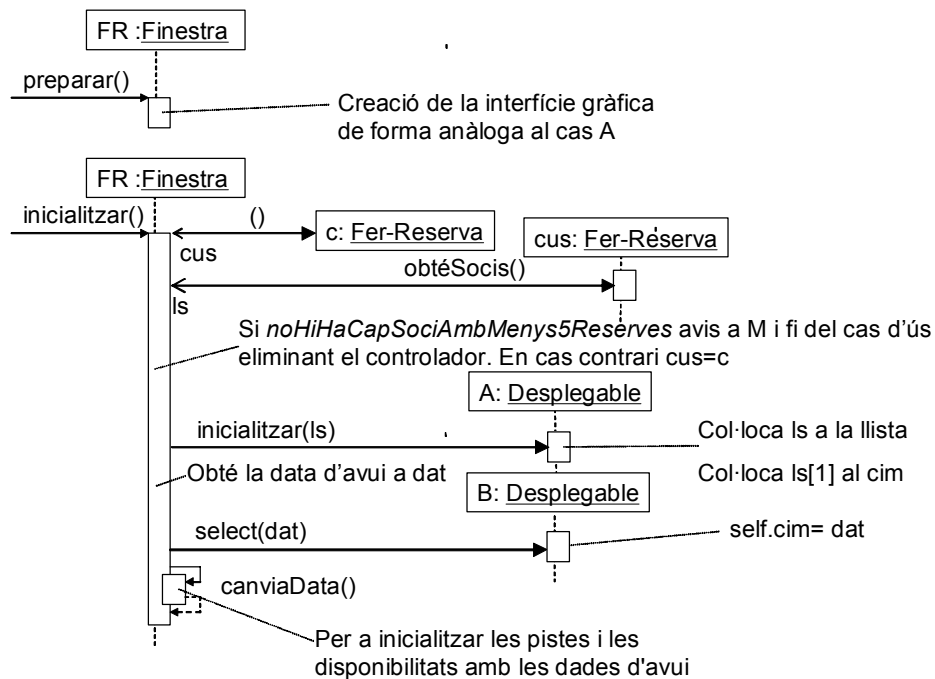 FR :Finestra
preparar()
Creació de la interfície gràfica
de forma anàloga al cas A
FR :Finestra
inicialitzar()
()
c: Fer-Reserva
cus: Fer-Reserva
cus
obtéSocis()
ls
Si noHiHaCapSociAmbMenys5Reserves avis a M i fi del cas d'ús
eliminant el controlador. En cas contrari cus=c
A: Desplegable
inicialitzar(ls)
Col·loca ls a la llista
Obté la data d'avui a dat
Col·loca ls[1] al cim
B: Desplegable
select(dat)
self.cim= dat
canviaData()
Per a inicialitzar les pistes i les
disponibilitats amb les dades d'avui